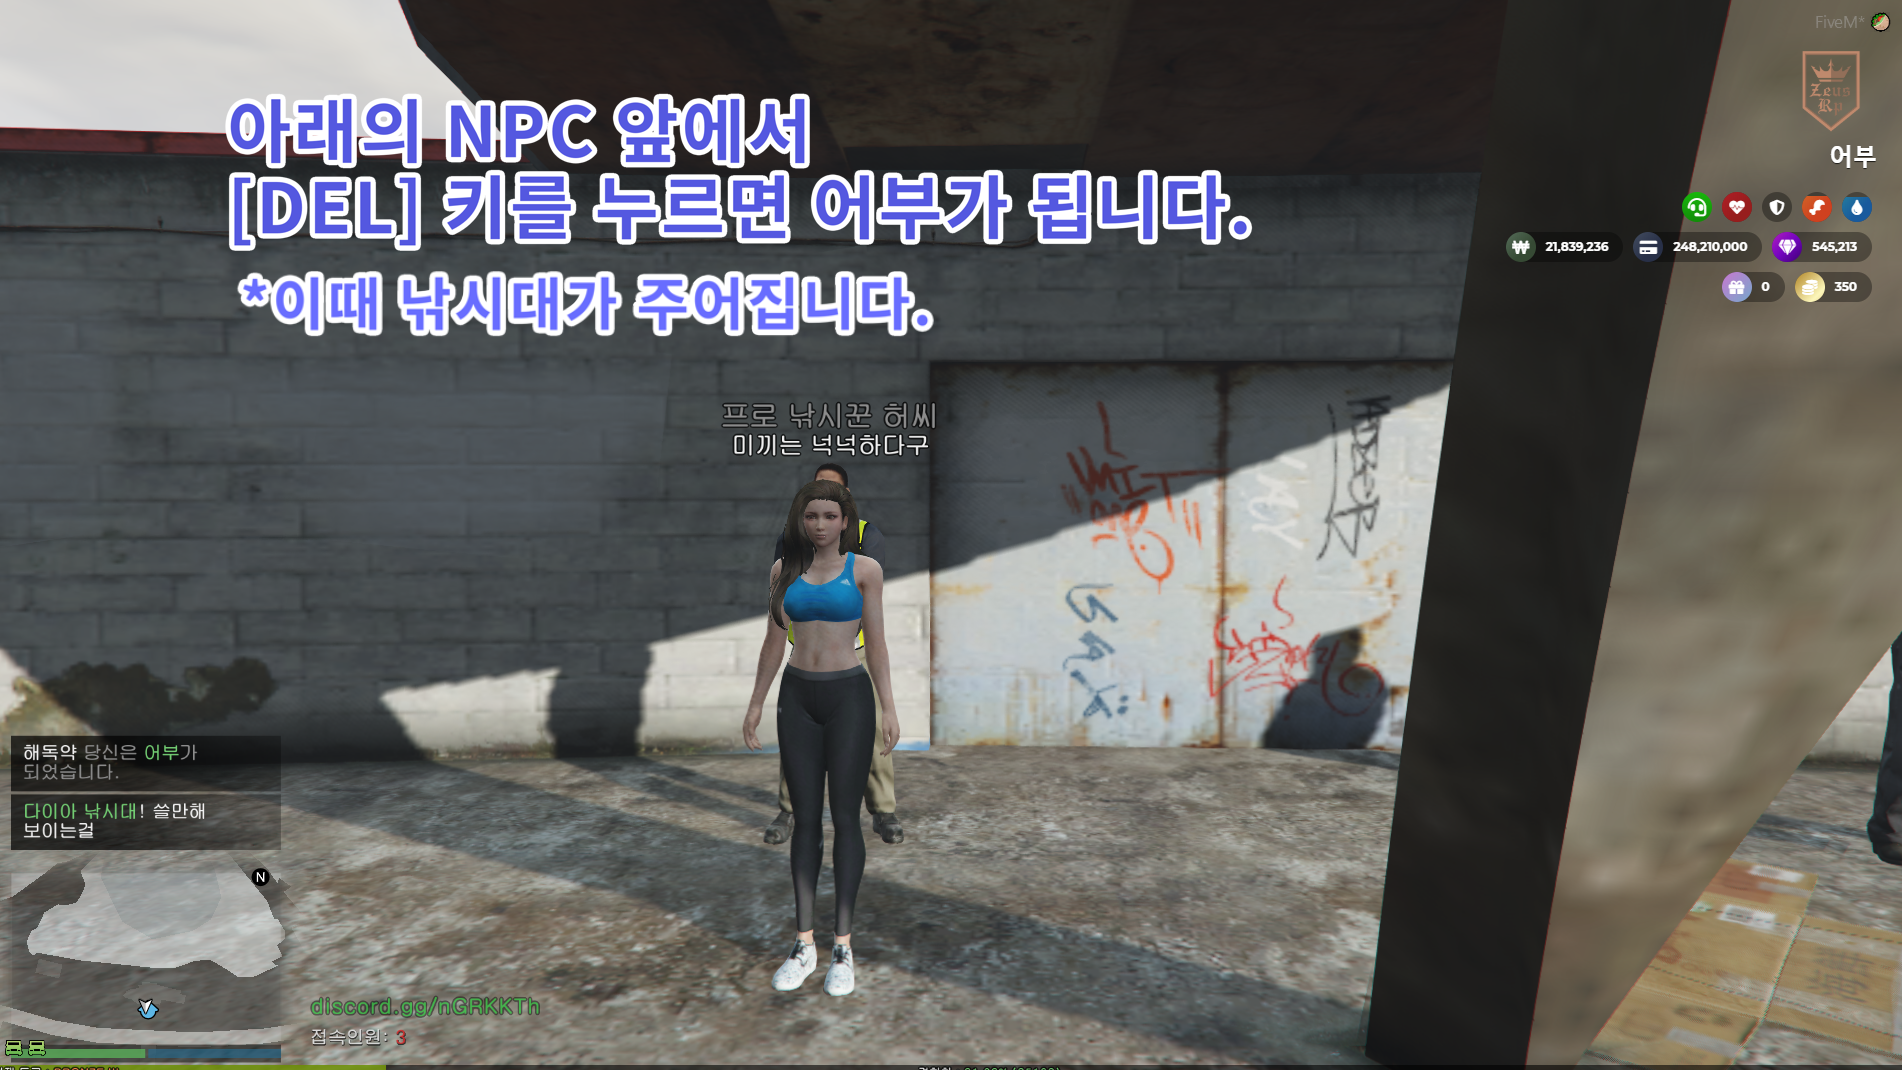 아래의 NPC 앞에서
[DEL] 키를 누르면 어부가 됩니다.
*이때 낚시대가 주어집니다.
FiveM*
Zeus
Rp
어부
21,839,236 248,210,000 545,213
0 350
프로 낚시꾼 허씨
미끼는 넉넉하다구
해독약 당신은 어부가
되었습니다.
다이아 낚시대! 쓸만해
보이는걸
N
discord.gg/nGRKKTh
접속인원: 3